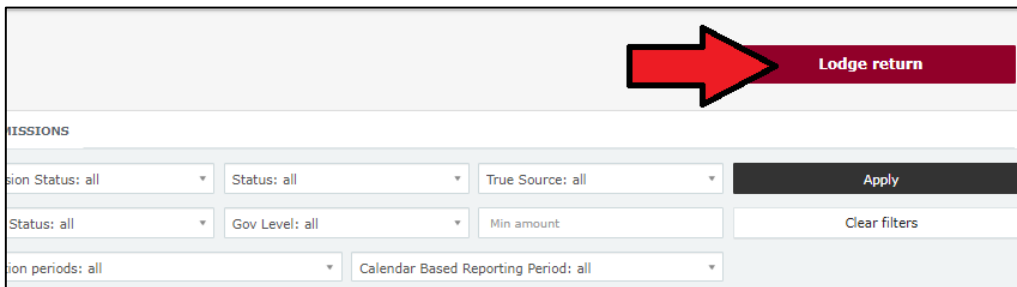 Lodge return
MISSIONS
sion Status: all
Status: all
True Source: all
Apply
Status: all
Gov Level: all
Min amount
Clear filters
ion periods: all
Calendar Based Reporting Period: all